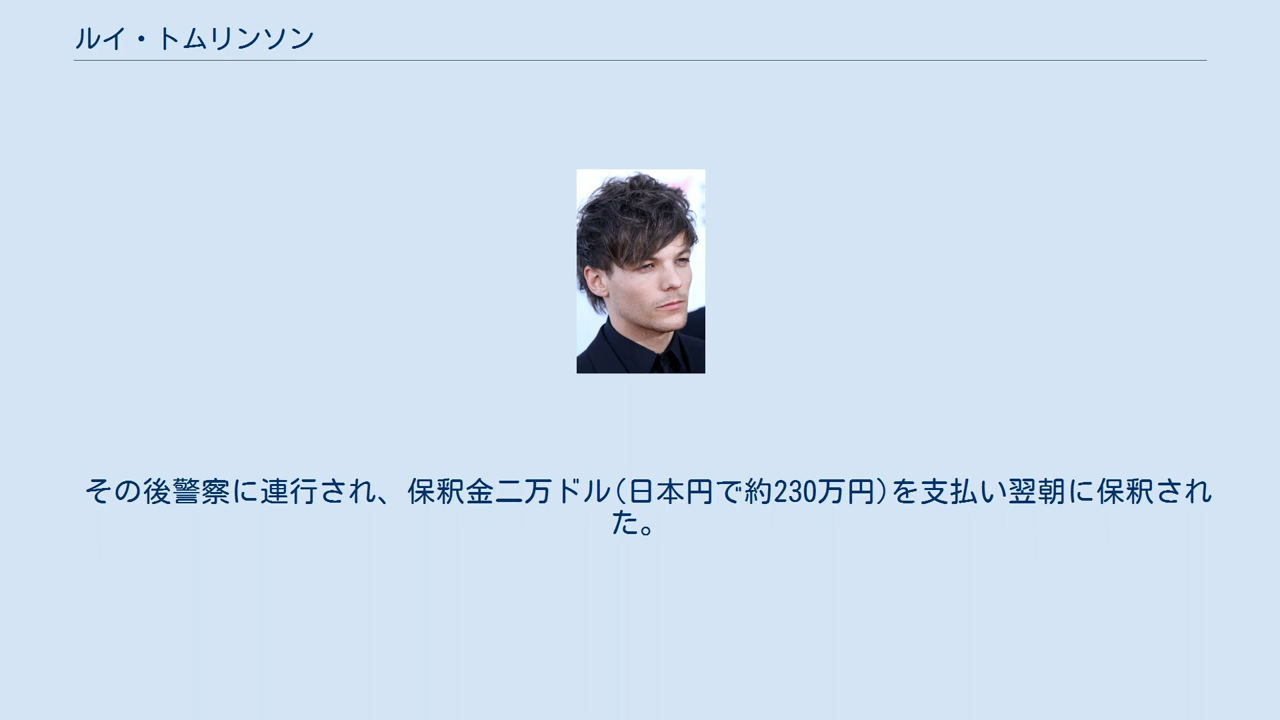 ルイ・トムリンソン
その後警察に連行され、保釈金二万ドル(日本円で約230万円)を支払い翌朝に保釈され
た。